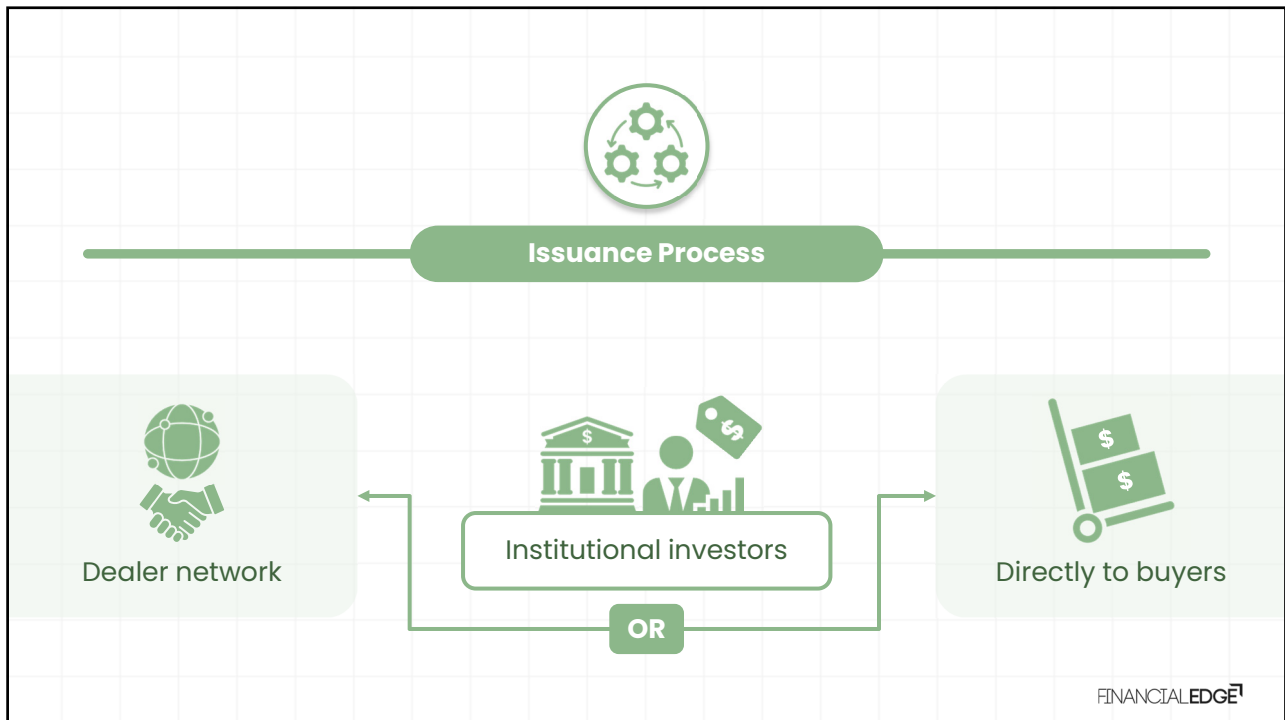 Issuance Process
$
$
Institutional investors
Dealer network
OR
$
$
Directly to buyers
FINANCIALEDGE